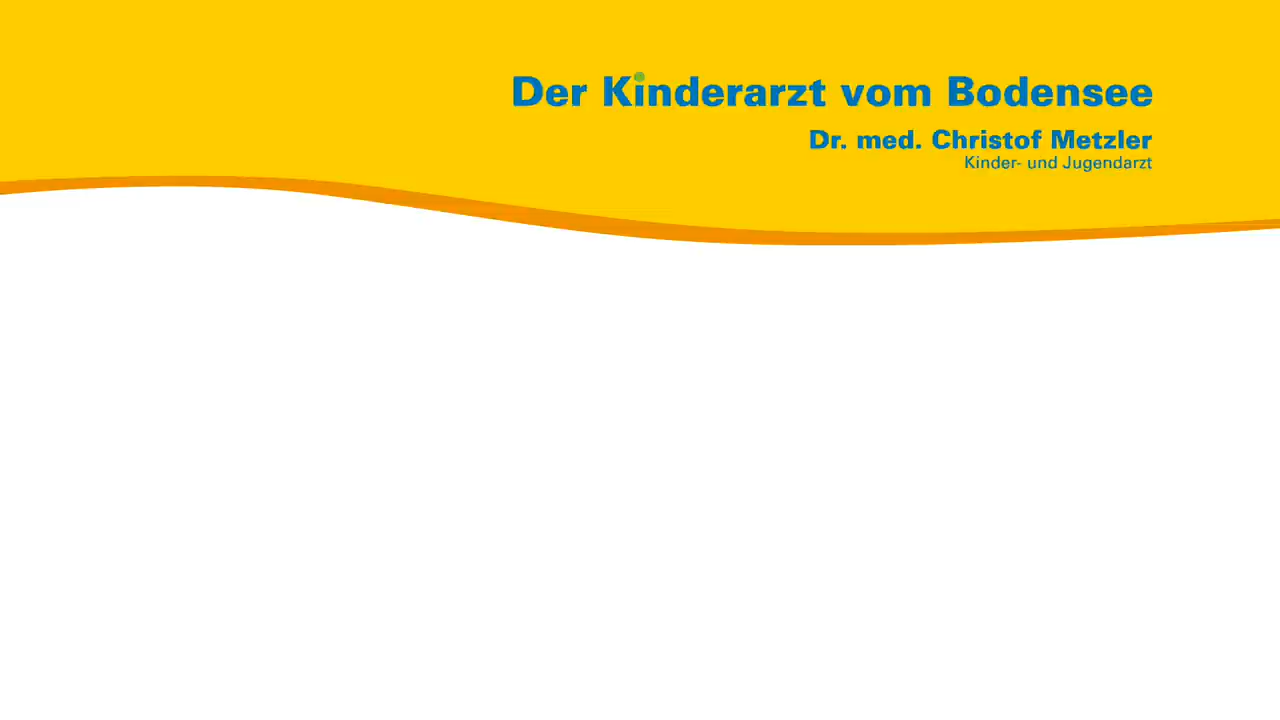 Der Kinderarzt vom Bodensee
Dr. med. Christof Metzler
Kinder- und Jugendarzt